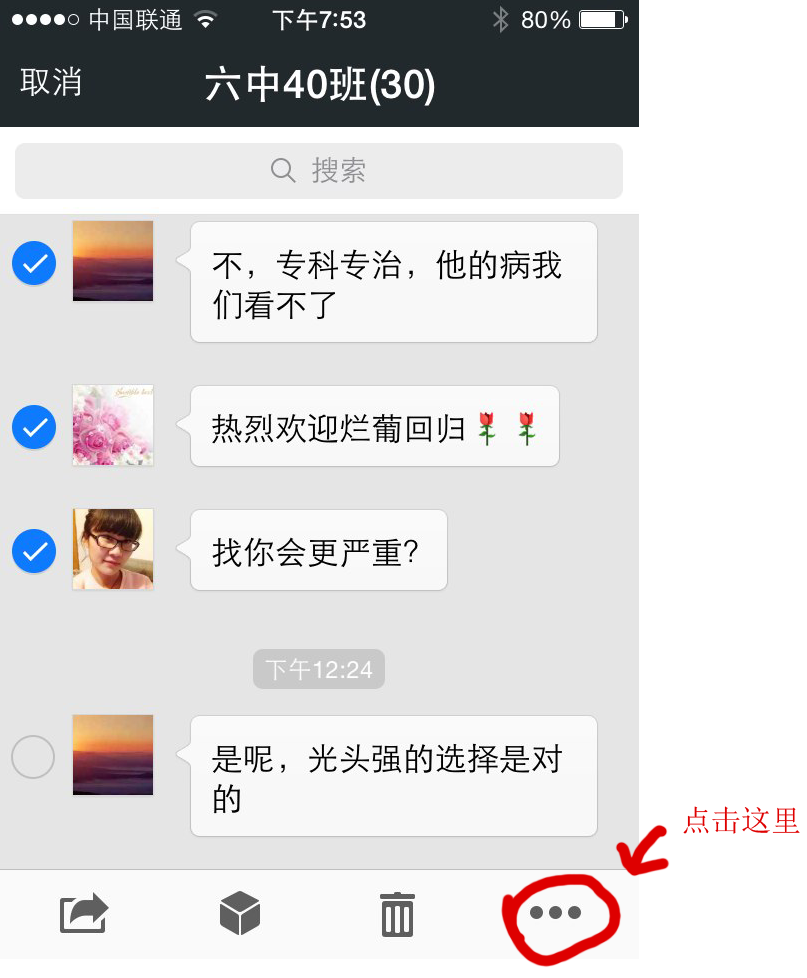 中国联通 下午7:53 80%
取消 六中40班(30)
搜索
不，专科专治，他的病我
们看不了
热烈欢迎烂葡回归🌹🌹
找你会更严重？
下午12:24
是呢，光头强的选择是对
的
点击这里